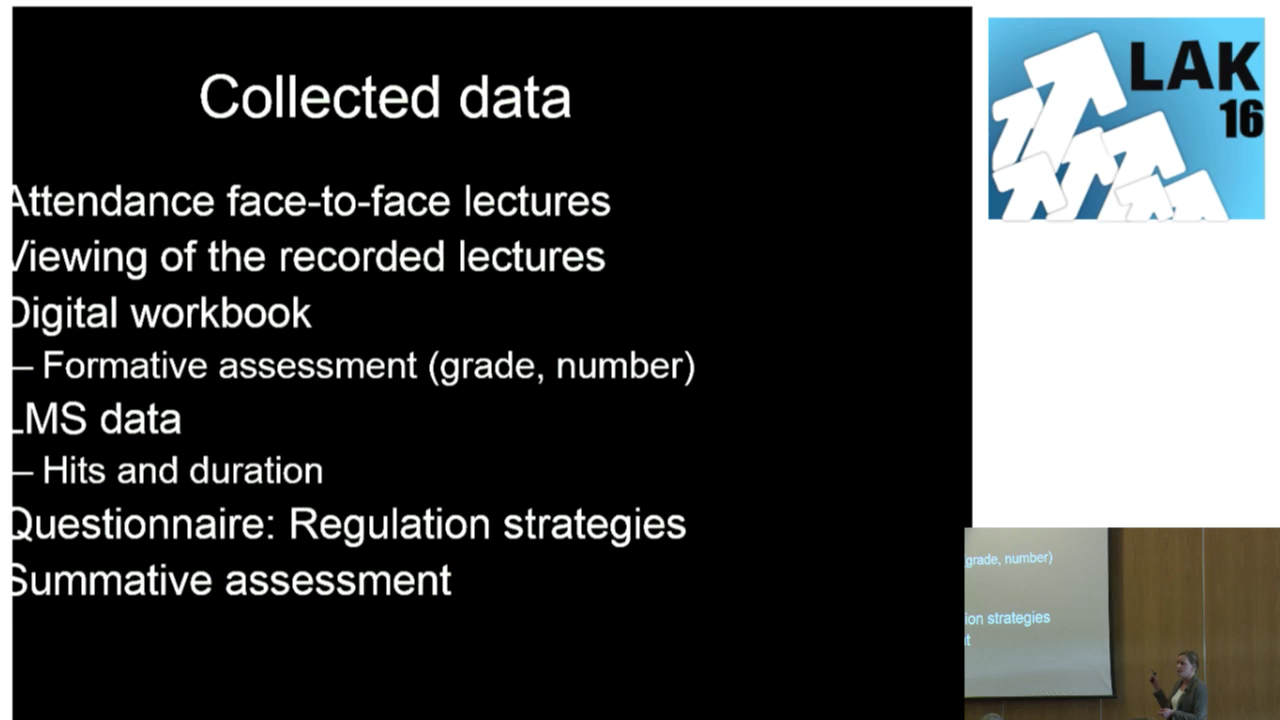 Collected data
Attendance face-to-face lectures
Viewing of the recorded lectures
Digital workbook
– Formative assessment (grade, number)
LMS data
– Hits and duration
Questionnaire: Regulation strategies
Summative assessment
LAK
16
grade, number)
ion strategies
t